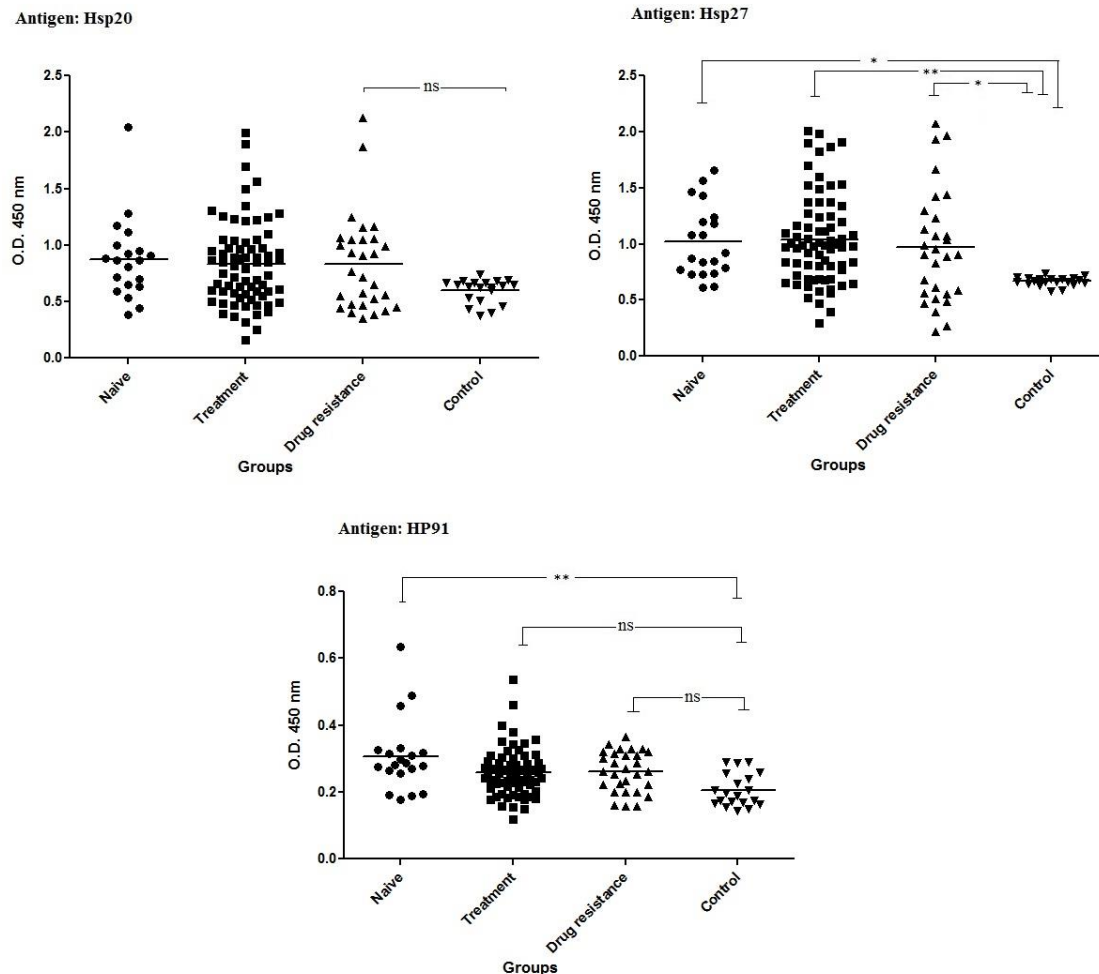 Antigen: Hsp20
ns
2.5
2.0
1.5
1.0
0.5
0.0
O.D. 450 nm
Naive
Treatment
Drug resistance
Control
Groups
Antigen: Hsp27
*
**
*
2.5
2.0
1.5
1.0
0.5
0.0
O.D. 450 nm
Naive
Treatment
Drug resistance
Control
Groups
Antigen: HP91
**
ns
ns
0.8
0.6
0.4
0.2
0.0
O.D. 450 nm
Naive
Treatment
Drug resistance
Control
Groups